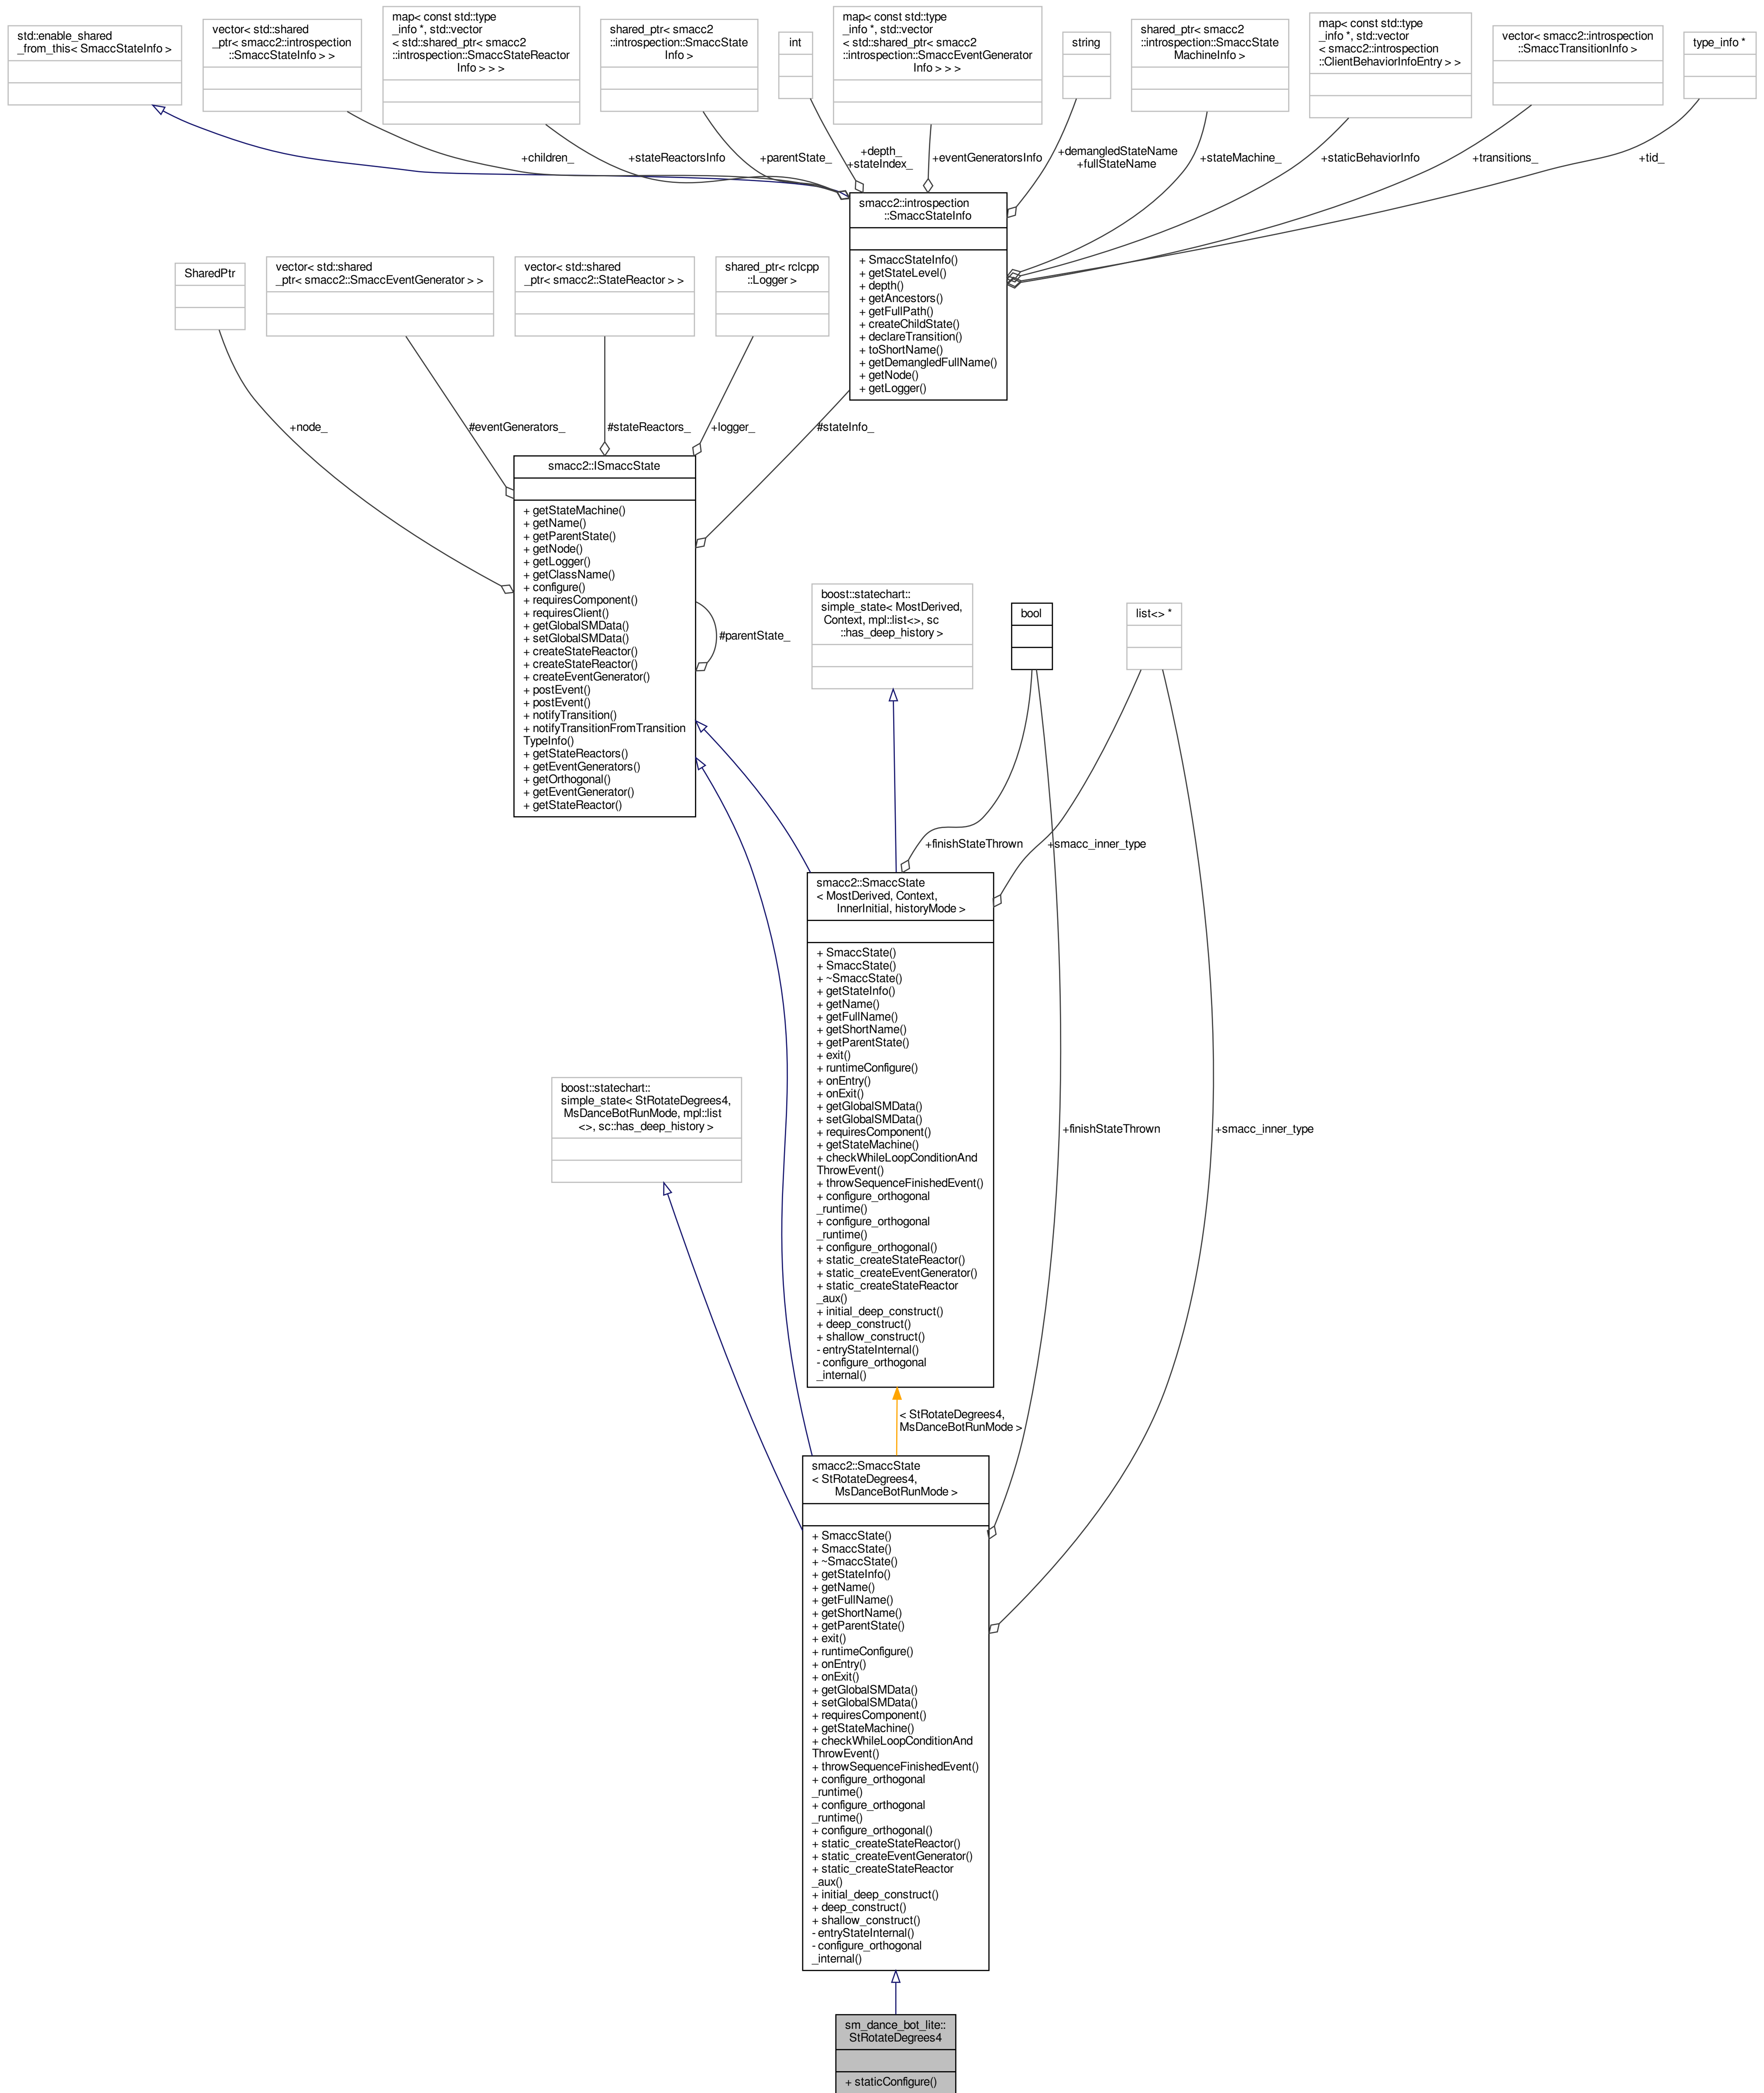 std::enable_shared
_from_this< SmaccStateInfo >
vector< std::shared
_ptr< smacc2::introspection
::SmaccStateInfo > >
map< const std::type
_info *, std::vector
< std::shared_ptr< smacc2
::introspection::SmaccStateReactor
Info > > >
shared_ptr< smacc2
::introspection::SmaccState
Info >
int
map< const std::type
_info *, std::vector
< std::shared_ptr< smacc2
::introspection::SmaccEventGenerator
Info > > >
string
shared_ptr< smacc2
::introspection::SmaccState
MachineInfo >
map< const std::type
_info *, std::vector
< smacc2::introspection
::ClientBehaviorInfoEntry > >
vector< smacc2::introspection
::SmaccTransitionInfo >
type_info *
+children_
+stateReactorsInfo
+parentState_
+depth_
+stateIndex_
+eventGeneratorsInfo
+demangledStateName
+fullStateName
+stateMachine_
+staticBehaviorInfo
+transitions_
+tid_
smacc2::introspection
::SmaccStateInfo
+ SmaccStateInfo()
+ getStateLevel()
+ depth()
+ getAncestors()
+ getFullPath()
+ createChildState()
+ declareTransition()
+ toShortName()
+ getDemangledFullName()
+ getNode()
+ getLogger()
SharedPtr
vector< std::shared
_ptr< smacc2::SmaccEventGenerator > >
vector< std::shared
_ptr< smacc2::StateReactor > >
shared_ptr< rclcpp
::Logger >
+node_
#eventGenerators_
#stateReactors_
+logger_
#stateInfo_
smacc2::ISmaccState
+ getStateMachine()
+ getName()
+ getParentState()
+ getNode()
+ getLogger()
+ getClassName()
+ configure()
+ requiresComponent()
+ requiresClient()
+ getGlobalSMData()
+ setGlobalSMData()
+ createStateReactor()
+ createStateReactor()
+ createEventGenerator()
+ postEvent()
+ postEvent()
+ notifyTransition()
+ notifyTransitionFromTransition
TypeInfo()
+ getStateReactors()
+ getEventGenerators()
+ getOrthogonal()
+ getEventGenerator()
+ getStateReactor()
#parentState_
boost::statechart::
simple_state< MostDerived,
Context, mpl::list<>, sc
::has_deep_history >
bool
list<> *
+finishStateThrown
+smacc_inner_type
smacc2::SmaccState
< MostDerived, Context,
InnerInitial, historyMode >
+ SmaccState()
+ SmaccState()
+ ~SmaccState()
+ getStateInfo()
+ getName()
+ getFullName()
+ getShortName()
+ getParentState()
+ exit()
+ runtimeConfigure()
+ onEntry()
+ onExit()
+ getGlobalSMData()
+ setGlobalSMData()
+ requiresComponent()
+ getStateMachine()
+ checkWhileLoopConditionAnd
ThrowEvent()
+ throwSequenceFinishedEvent()
+ configure_orthogonal
_runtime()
+ configure_orthogonal
_runtime()
+ configure_orthogonal()
+ static_createStateReactor()
+ static_createEventGenerator()
+ static_createStateReactor
_aux()
+ initial_deep_construct()
+ deep_construct()
+ shallow_construct()
- entryStateInternal()
- configure_orthogonal
_internal()
boost::statechart::
simple_state< StRotateDegrees4,
MsDanceBotRunMode, mpl::list
<>, sc::has_deep_history >
+finishStateThrown
+smacc_inner_type
< StRotateDegrees4,
MsDanceBotRunMode >
smacc2::SmaccState
< StRotateDegrees4,
MsDanceBotRunMode >
+ SmaccState()
+ SmaccState()
+ ~SmaccState()
+ getStateInfo()
+ getName()
+ getFullName()
+ getShortName()
+ getParentState()
+ exit()
+ runtimeConfigure()
+ onEntry()
+ onExit()
+ getGlobalSMData()
+ setGlobalSMData()
+ requiresComponent()
+ getStateMachine()
+ checkWhileLoopConditionAnd
ThrowEvent()
+ throwSequenceFinishedEvent()
+ configure_orthogonal
_runtime()
+ configure_orthogonal
_runtime()
+ configure_orthogonal()
+ static_createStateReactor()
+ static_createEventGenerator()
+ static_createStateReactor
_aux()
+ initial_deep_construct()
+ deep_construct()
+ shallow_construct()
- entryStateInternal()
- configure_orthogonal
_internal()
sm_dance_bot_lite::
StRotateDegrees4
+ staticConfigure()